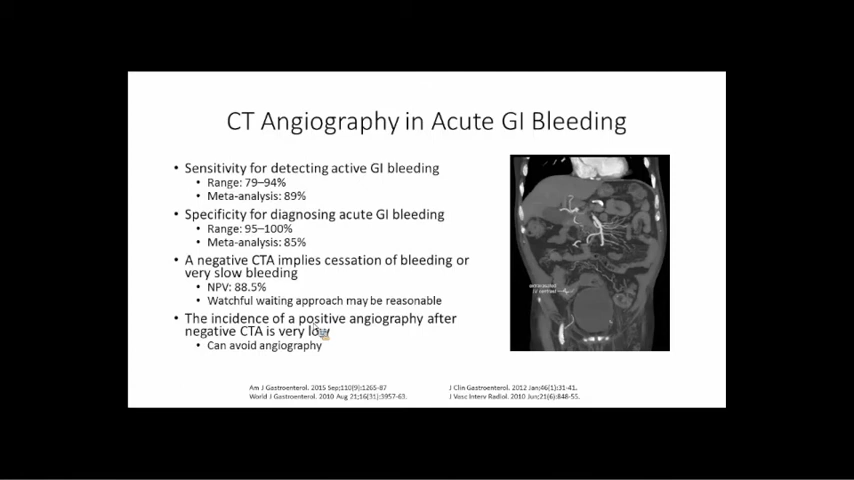 CT Angiography in Acute GI Bleeding
• Sensitivity for detecting active GI bleeding
• Range: 79–94%
• Meta-analysis: 89%
• Specificity for diagnosing acute GI bleeding
• Range: 95–100%
• Meta-analysis: 85%
• A negative CTA implies cessation of bleeding or
very slow bleeding
• NPV: 88.5%
• Watchful waiting approach may be reasonable
• The incidence of a positive angiography after
negative CTA is very low
• Can avoid angiography
Am J Gastroenterol. 2015 Sep;110(9):1265-87
World J Gastroenterol. 2010 Aug 21;16(31):3957-63.
J Clin Gastroenterol. 2012 Jan;46(1):31-41.
J Vasc Interv Radiol. 2010 Jun;21(6):848-55.